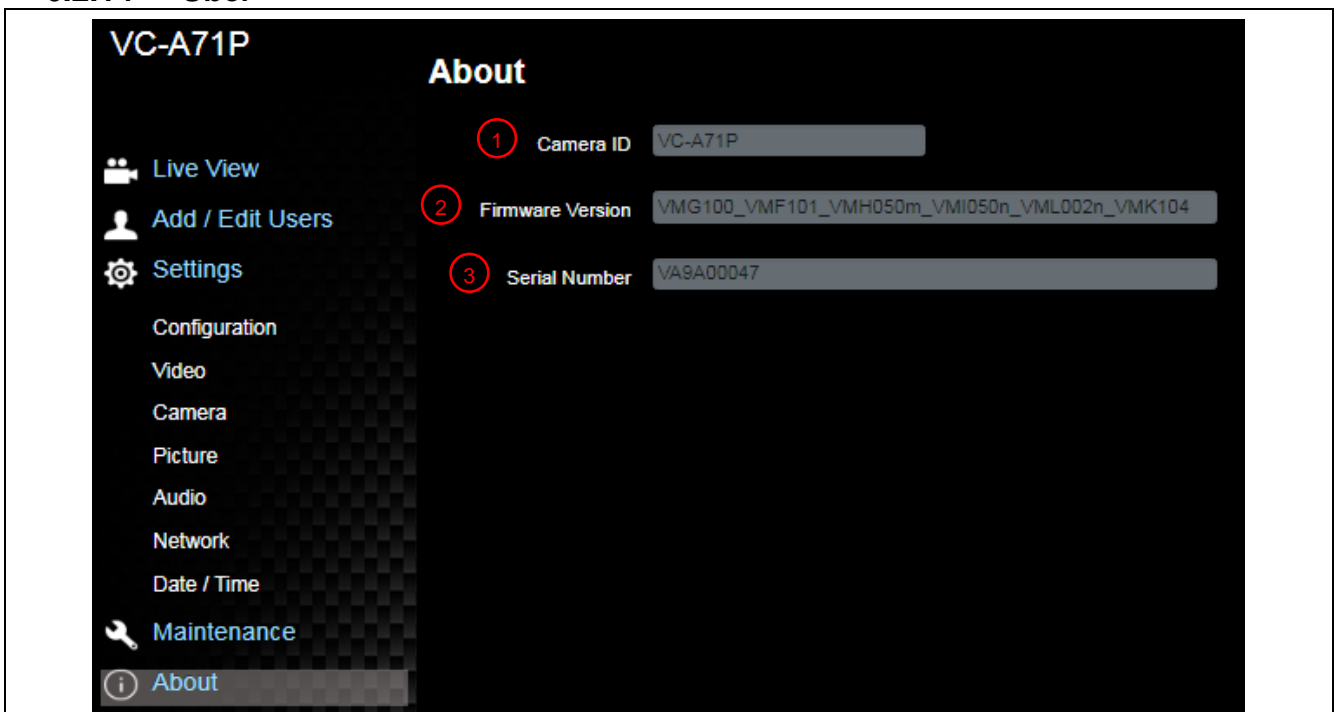 VC-A71P
About
1 Camera ID VC-A71P
Live View
2 Firmware Version VMG100_VMF101_VMH050m_VMI050n_VML002n_VMK104
Add / Edit Users
Settings
3 Serial Number VA9A00047
Configuration
Video
Camera
Picture
Audio
Network
Date / Time
Maintenance
About